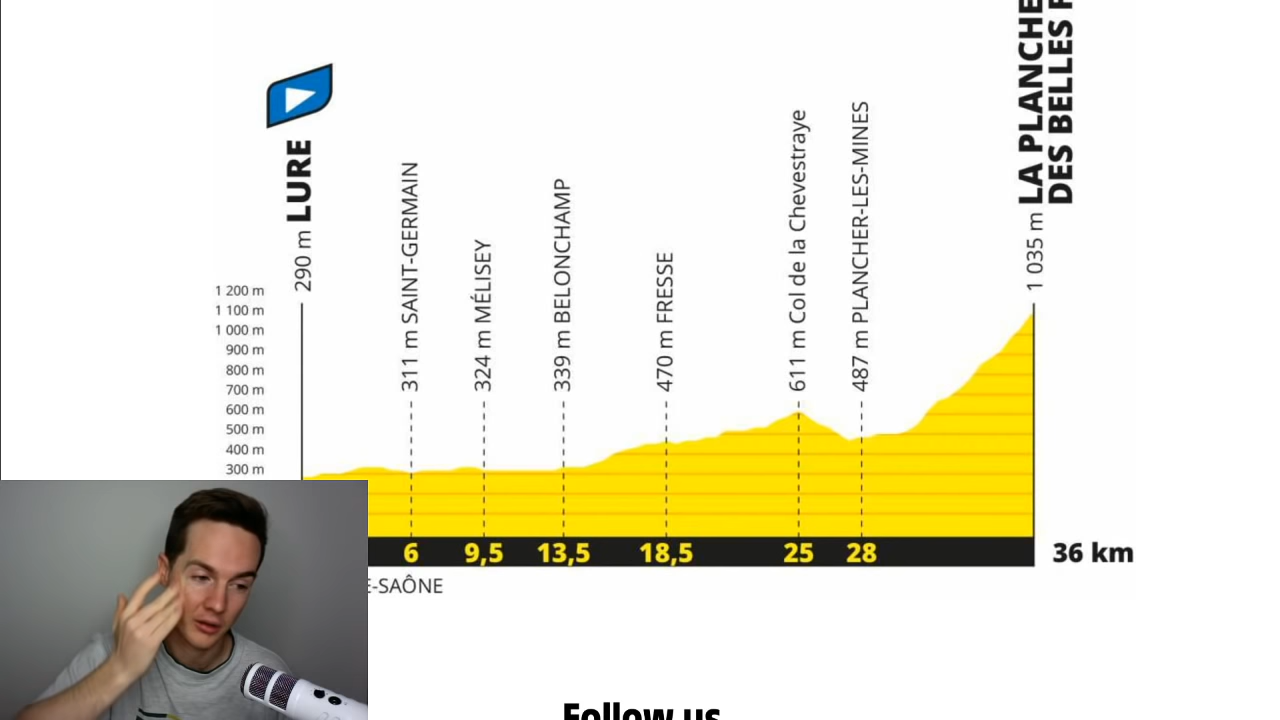 LA PLANCHE
DES BELLES F
1 035 m
LURE
290 m
311 m SAINT-GERMAIN
324 m MÉLISEY
339 m BELONCHAMP
470 m FRESSE
611 m Col de la Chevestraye
487 m PLANCHER-LES-MINES
1 200 m
1 100 m
1 000 m
900 m
800 m
700 m
600 m
500 m
400 m
300 m
6 9,5 13,5 18,5 25 28 36 km
E-SAÔNE
Follow us